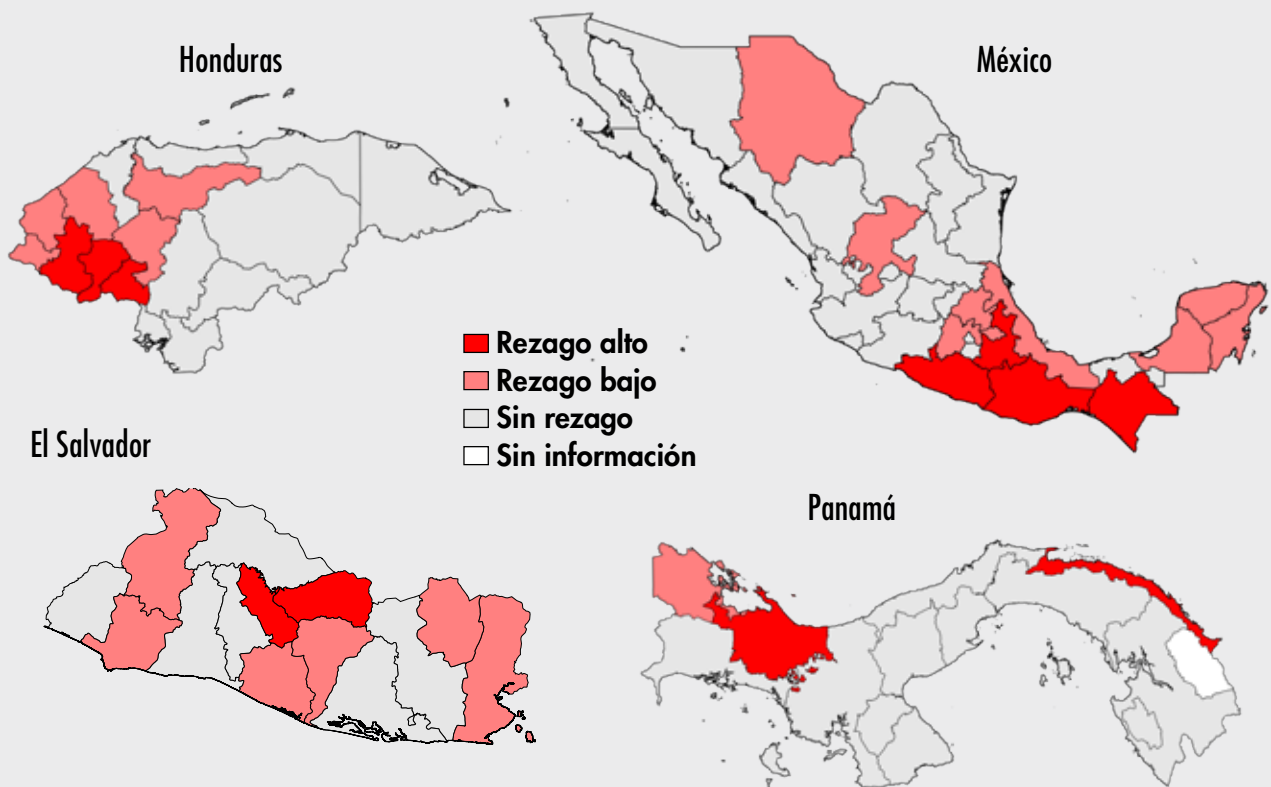 Honduras
México
Rezago alto
Rezago bajo
Sin rezago
Sin información
El Salvador
Panamá